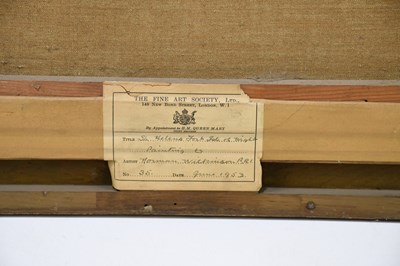 THE FINE ART SOCIETY, LTD.,
148 NEW BOND STREET, LONDON, W.1
By Appointment to H.M. QUEEN MARY
TITLE St Helens Fort Isle of Wight
Painting
ARTIST Norman Wilkinson P.R.I
No. 36 DATE June 1953